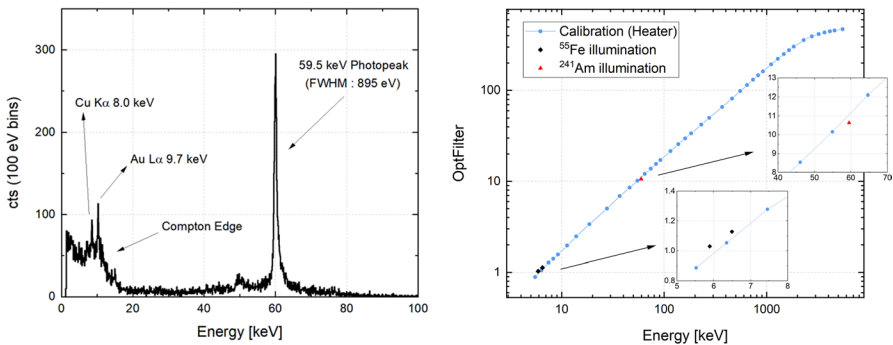 300
200
100
0
0
20
40
60
80
100
cts (100 eV bins)
Energy [keV]
59.5 keV Photopeak
(FWHM : 895 eV)
Cu Kα 8.0 keV
Au Lα 9.7 keV
Compton Edge
Calibration (Heater)
⁵⁵Fe illumination
²⁴¹Am illumination
100
10
1
10
100
1000
OptFilter
Energy [keV]
13
12
11
10
9
8
40
50
60
70
1.4
1.2
1.0
0.8
5
6
7
8